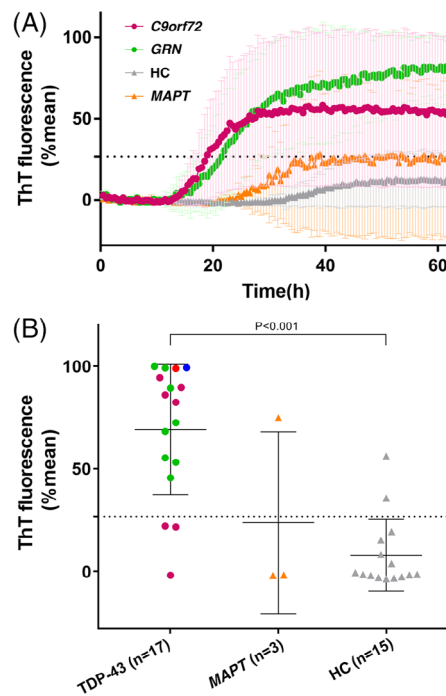 (A)
C9orf72
GRN
HC
MAPT
ThT fluorescence
(%mean)
100
50
0
0
20
40
60
Time(h)
(B)
P<0.001
ThT fluorescence
(%mean)
100
50
0
TDP-43 (n=17)
MAPT (n=3)
HC (n=15)